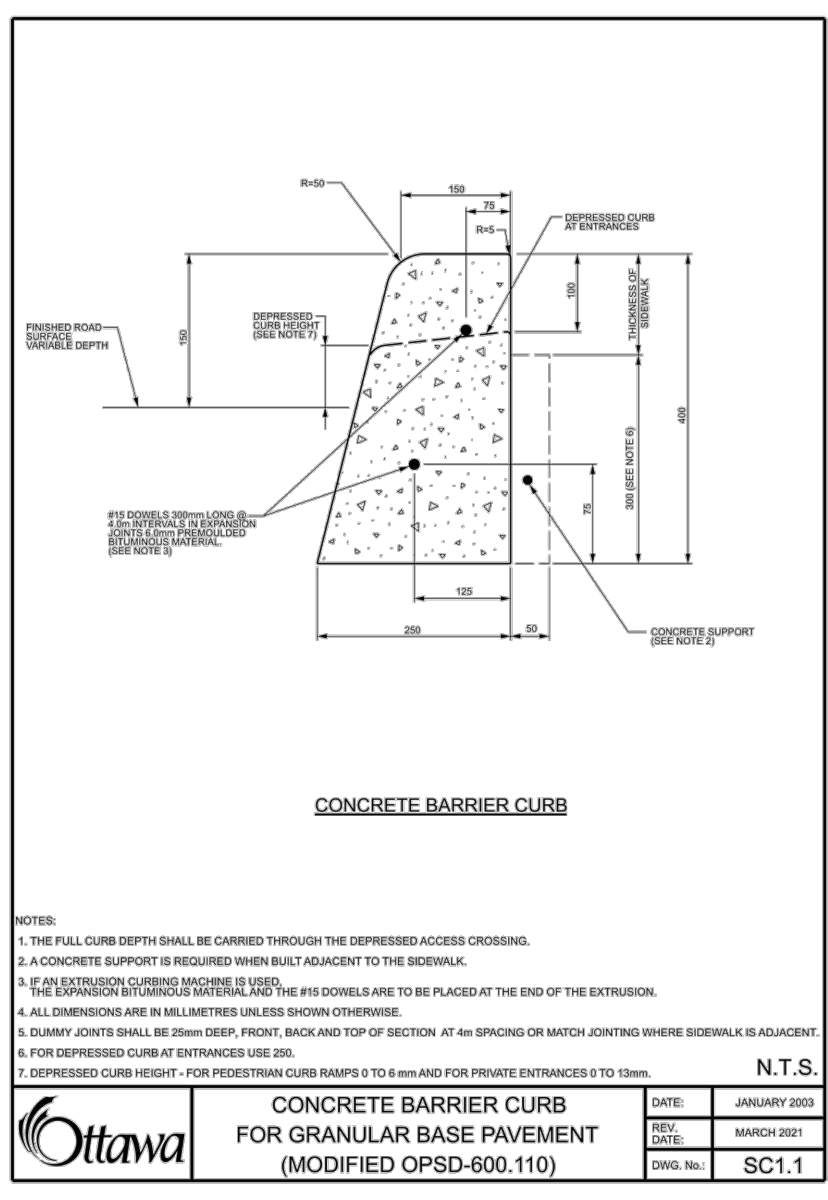 R=50
150
75
R=5
DEPRESSED CURB
AT ENTRANCES
100
THICKNESS OF
SIDEWALK
150
DEPRESSED
CURB HEIGHT
(SEE NOTE 7)
FINISHED ROAD
SURFACE
VARIABLE DEPTH
400
300 (SEE NOTE 6)
75
#15 DOWELS 300mm LONG @
4.0m INTERVALS IN EXPANSION
JOINTS 6.0mm PREMOULDED
BITUMINOUS MATERIAL.
(SEE NOTE 3)
125
250
50
CONCRETE SUPPORT
(SEE NOTE 2)
CONCRETE BARRIER CURB
NOTES:
1. THE FULL CURB DEPTH SHALL BE CARRIED THROUGH THE DEPRESSED ACCESS CROSSING.
2. A CONCRETE SUPPORT IS REQUIRED WHEN BUILT ADJACENT TO THE SIDEWALK.
3. IF AN EXTRUSION CURBING MACHINE IS USED,
THE EXPANSION BITUMINOUS MATERIAL AND THE #15 DOWELS ARE TO BE PLACED AT THE END OF THE EXTRUSION.
4. ALL DIMENSIONS ARE IN MILLIMETRES UNLESS SHOWN OTHERWISE.
5. DUMMY JOINTS SHALL BE 25mm DEEP, FRONT, BACK AND TOP OF SECTION AT 4m SPACING OR MATCH JOINTING WHERE SIDEWALK IS ADJACENT.
6. FOR DEPRESSED CURB AT ENTRANCES USE 250.
7. DEPRESSED CURB HEIGHT - FOR PEDESTRIAN CURB RAMPS 0 TO 6 mm AND FOR PRIVATE ENTRANCES 0 TO 13mm.
N.T.S.
Ottawa
CONCRETE BARRIER CURB
FOR GRANULAR BASE PAVEMENT
(MODIFIED OPSD-600.110)
DATE: JANUARY 2003
REV.
DATE: MARCH 2021
DWG. No.: SC1.1